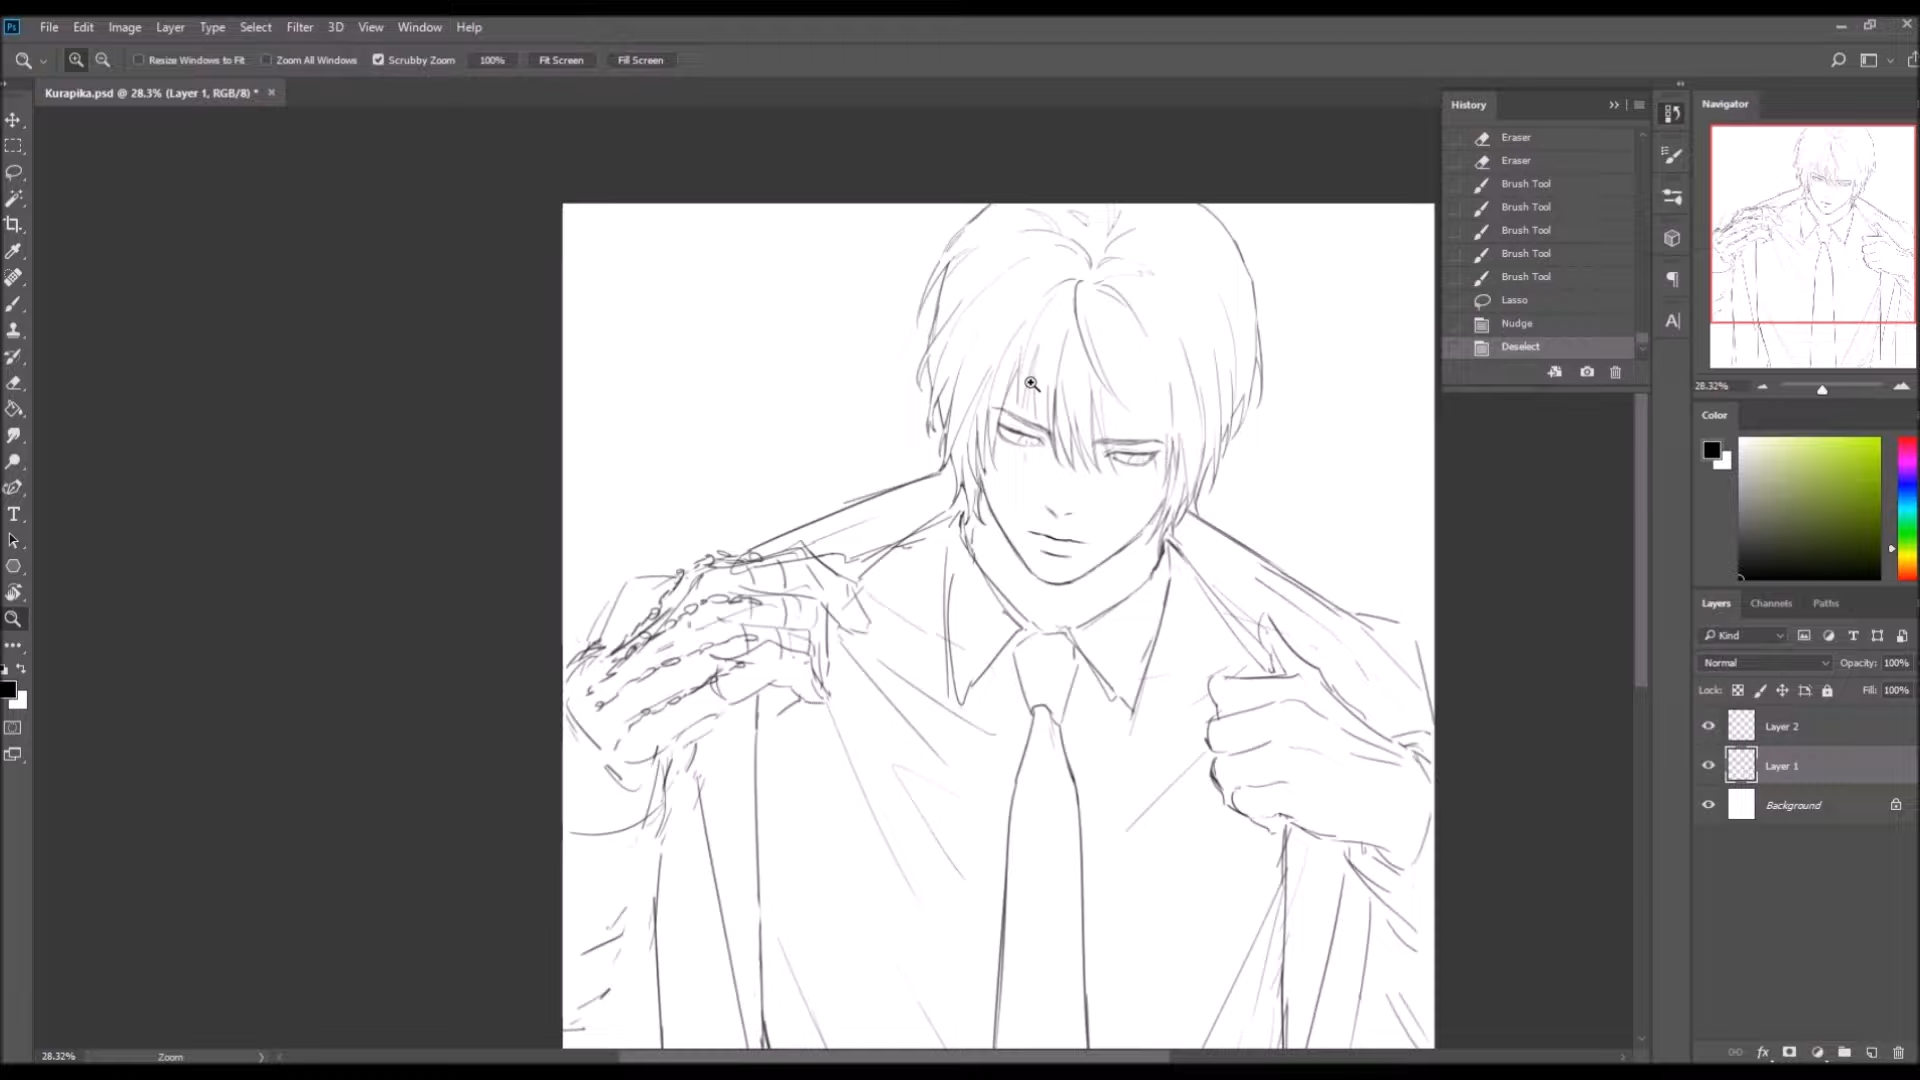 Ps File Edit Image Layer Type Select Filter 3D View Window Help
Resize Windows to Fit Zoom All Windows Scrubby Zoom 100% Fit Screen Fill Screen
Kurapika.psd @ 28.3% (Layer 1, RGB/8) *
History
Eraser
Eraser
Brush Tool
Brush Tool
Brush Tool
Brush Tool
Brush Tool
Lasso
Nudge
Deselect
Navigator
28.32%
Color
Layers Channels Paths
Kind
Normal Opacity: 100%
Lock: Fill: 100%
Layer 2
Layer 1
Background
fx
28.32% Zoom